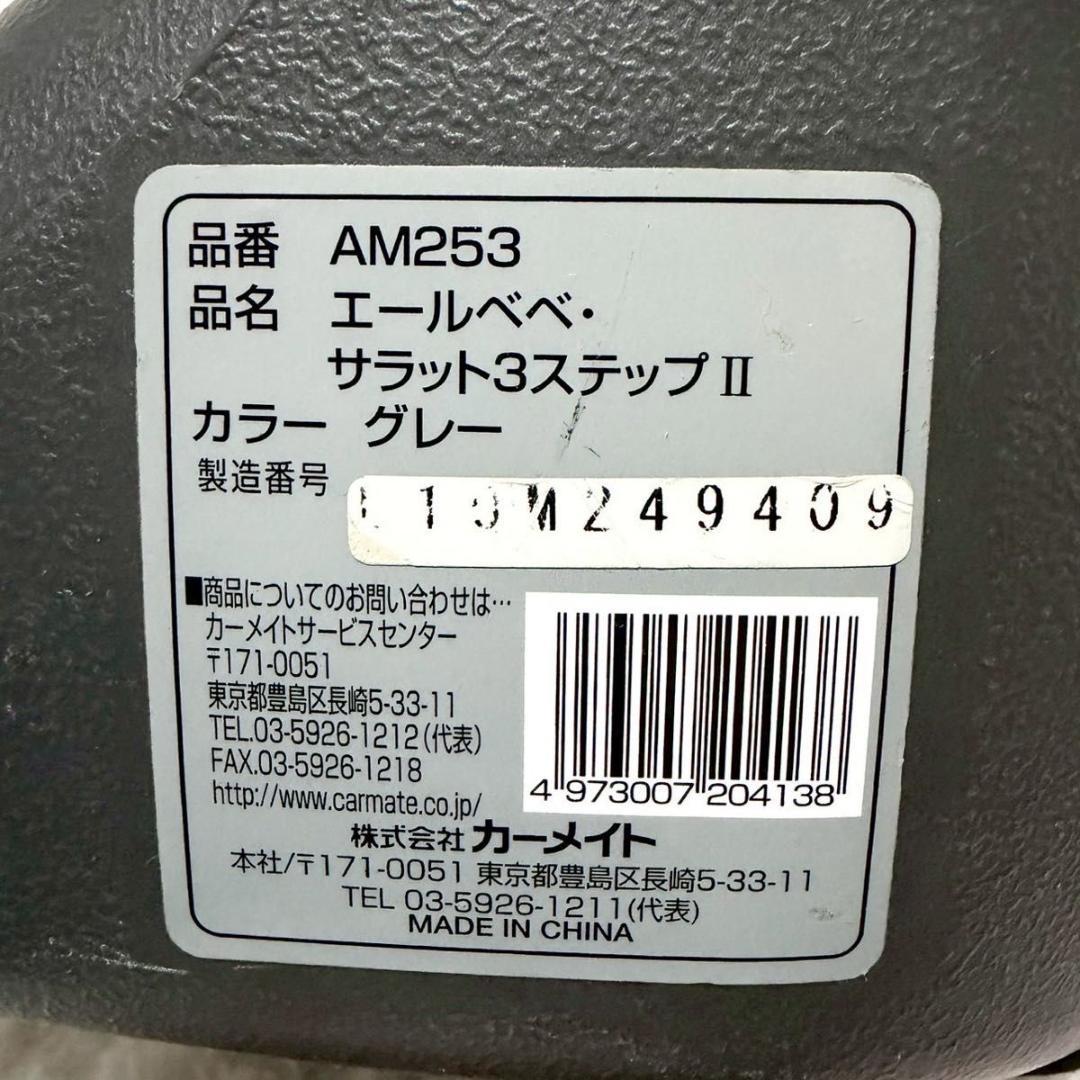 品番 AM253
品名 エールベベ・
サラット3ステップⅡ
カラー グレー
製造番号
■商品についてのお問い合わせは…
カーメイトサービスセンター
〒171-0051
東京都豊島区長崎5-33-11
TEL.03-5926-1212(代表)
FAX.03-5926-1218
http://www.carmate.co.jp/
4 973007 204138
株式会社 カーメイト
本社/〒171-0051 東京都豊島区長崎5-33-11
TEL 03-5926-1211(代表)
MADE IN CHINA